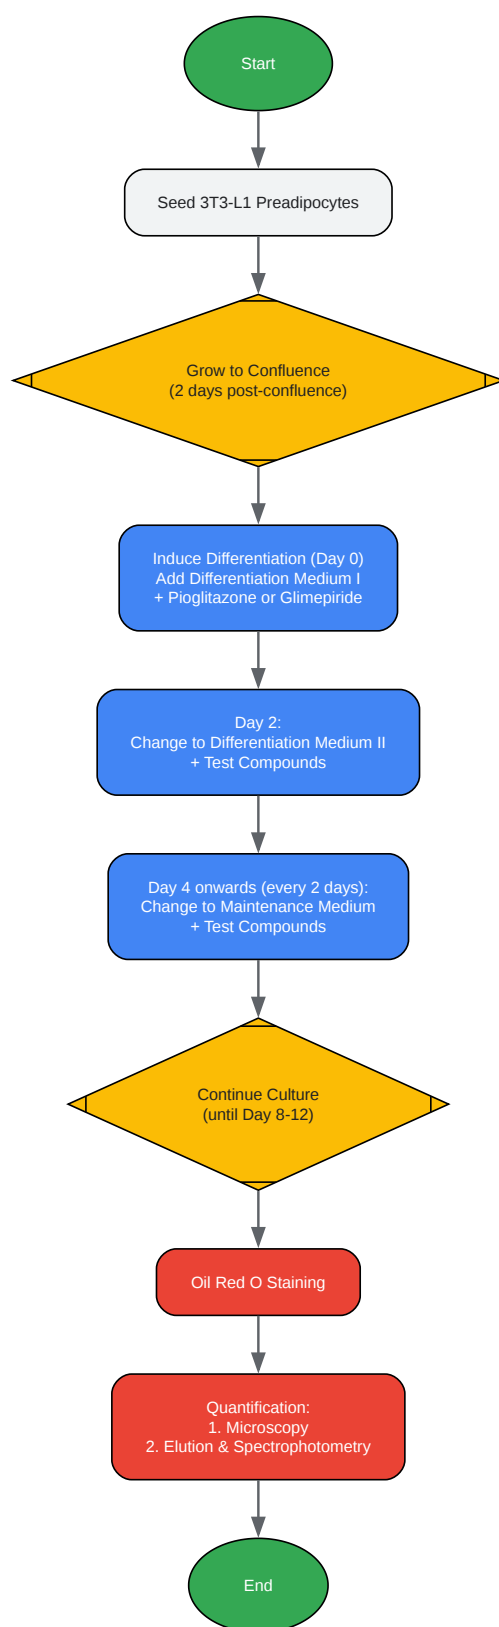 Start
Seed 3T3-L1 Preadipocytes
Grow to Confluence
(2 days post-confluence)
Induce Differentiation (Day 0)
Add Differentiation Medium I
+ Pioglitazone or Glimepiride
Day 2:
Change to Differentiation Medium II
+ Test Compounds
Day 4 onwards (every 2 days):
Change to Maintenance Medium
+ Test Compounds
Continue Culture
(until Day 8-12)
Oil Red O Staining
Quantification:
1. Microscopy
2. Elution & Spectrophotometry
End